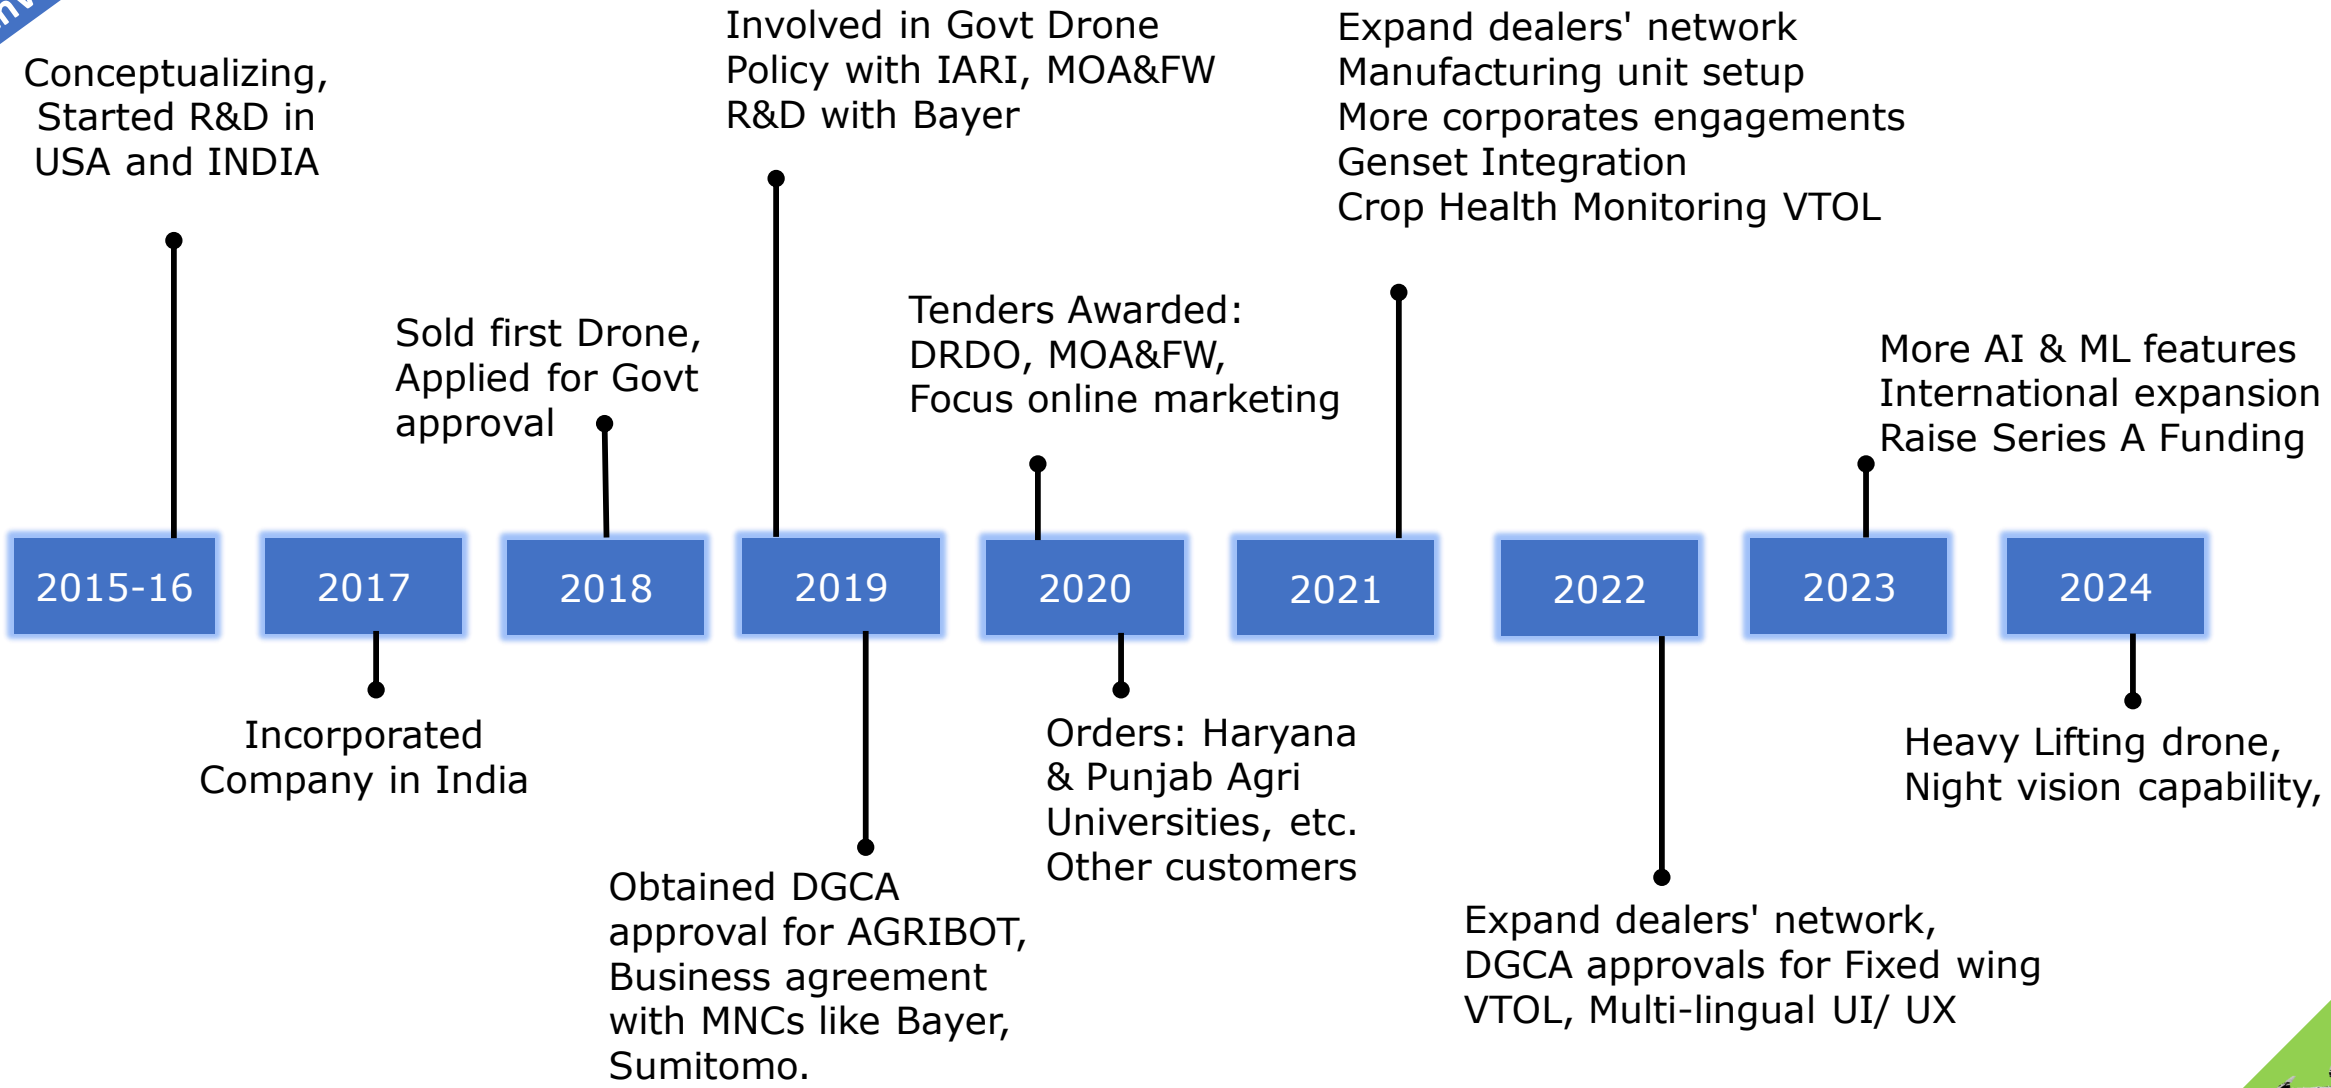 Conceptualizing,
Started R&D in
USA and INDIA
Involved in Govt Drone
Policy with IARI, MOA&FW
R&D with Bayer
Expand dealers' network
Manufacturing unit setup
More corporates engagements
Genset Integration
Crop Health Monitoring VTOL
Sold first Drone,
Applied for Govt
approval
Tenders Awarded:
DRDO, MOA&FW,
Focus online marketing
More AI & ML features
International expansion
Raise Series A Funding
2015-16
2017
2018
2019
2020
2021
2022
2023
2024
Incorporated
Company in India
Obtained DGCA
approval for AGRIBOT,
Business agreement
with MNCs like Bayer,
Sumitomo.
Orders: Haryana
& Punjab Agri
Universities, etc.
Other customers
Expand dealers' network,
DGCA approvals for Fixed wing
VTOL, Multi-lingual UI/ UX
Heavy Lifting drone,
Night vision capability,